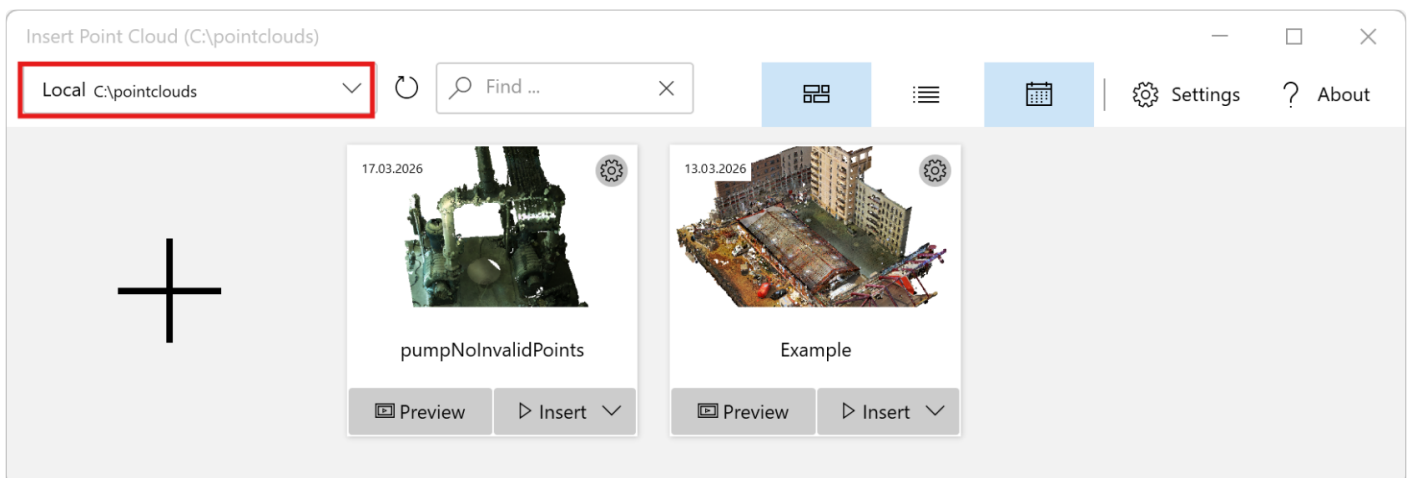 Insert Point Cloud (C:\pointclouds)
Local C:\pointclouds
Find ...
Settings
? About
17.03.2026
13.03.2026
pumpNoInvalidPoints
Example
Preview Insert
Preview Insert